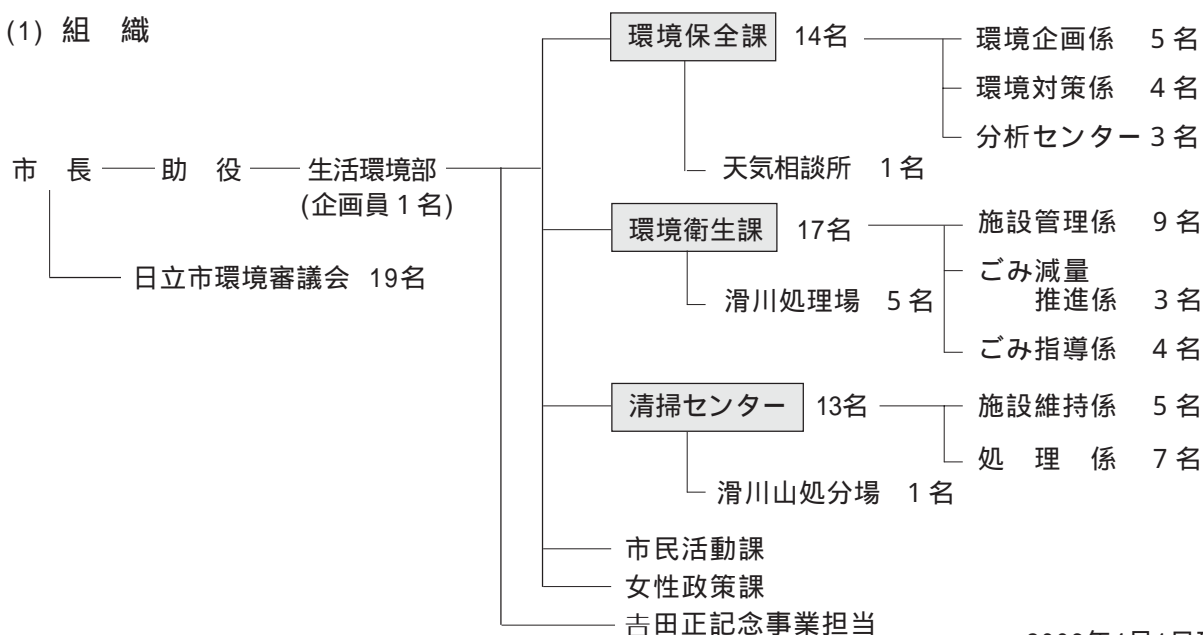 (1) 組　織
環境保全課　14名
環境企画係　5名
環境対策係　4名
分析センター 3名
天気相談所　1名
市　長
助　役
生活環境部
(企画員1名)
日立市環境審議会　19名
環境衛生課　17名
施設管理係　9名
ごみ減量
推進係　3名
ごみ指導係　4名
滑川処理場　5名
清掃センター　13名
施設維持係　5名
処　理　係　7名
滑川山処分場　1名
市民活動課
女性政策課
𠮷田正記念事業担当